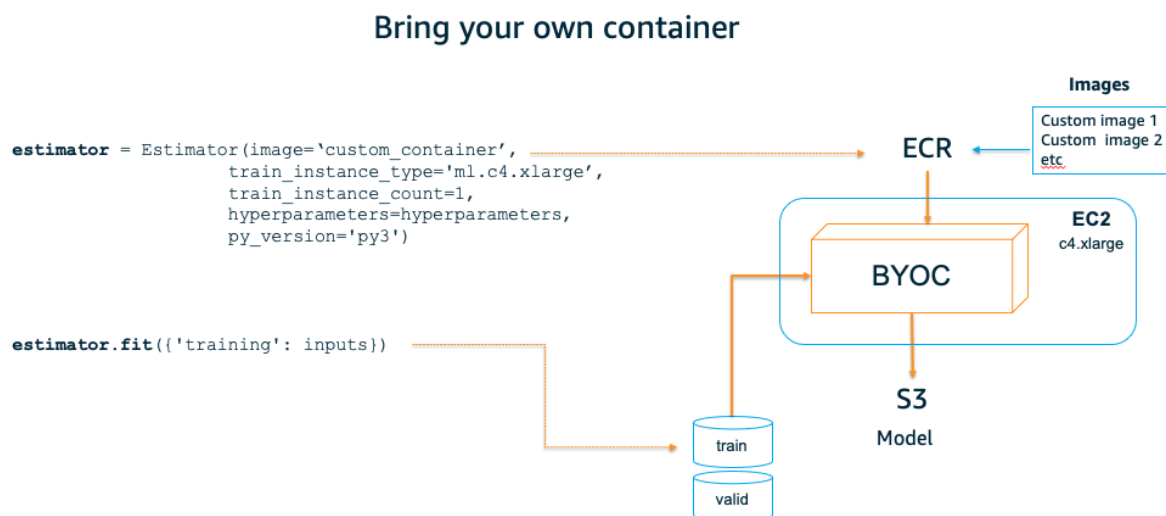 Bring your own container
Images
Custom image 1
Custom image 2
etc
estimator = Estimator(image=‘custom_container’,
train_instance_type='ml.c4.xlarge’,
train_instance_count=1,
hyperparameters=hyperparameters,
py_version='py3')
ECR
EC2
c4.xlarge
BYOC
estimator.fit({'training': inputs})
S3
Model
train
valid